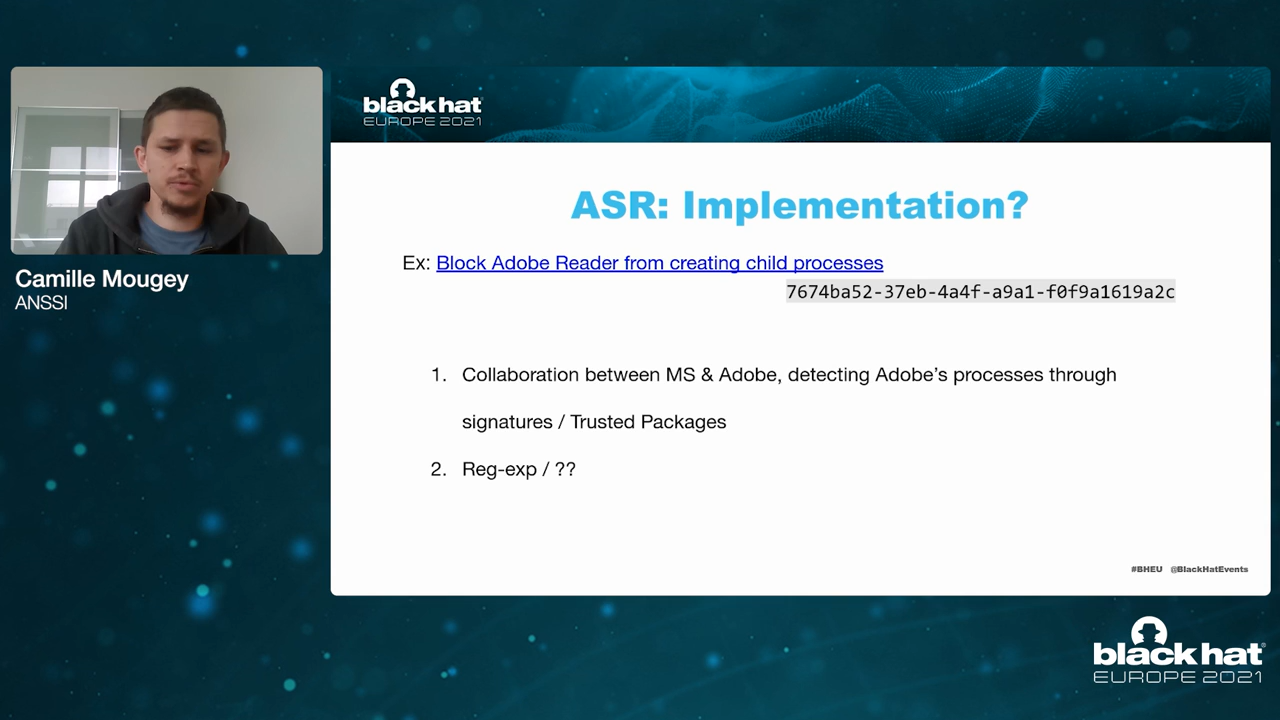 black hat
EUROPE 2021
ASR: Implementation?
Ex: Block Adobe Reader from creating child processes
7674ba52-37eb-4a4f-a9a1-f0f9a1619a2c
Camille Mougey
ANSSI
1. Collaboration between MS & Adobe, detecting Adobe’s processes through
signatures / Trusted Packages
2. Reg-exp / ??
#BHEU @BlackHatEvents
black hat®
EUROPE 2021